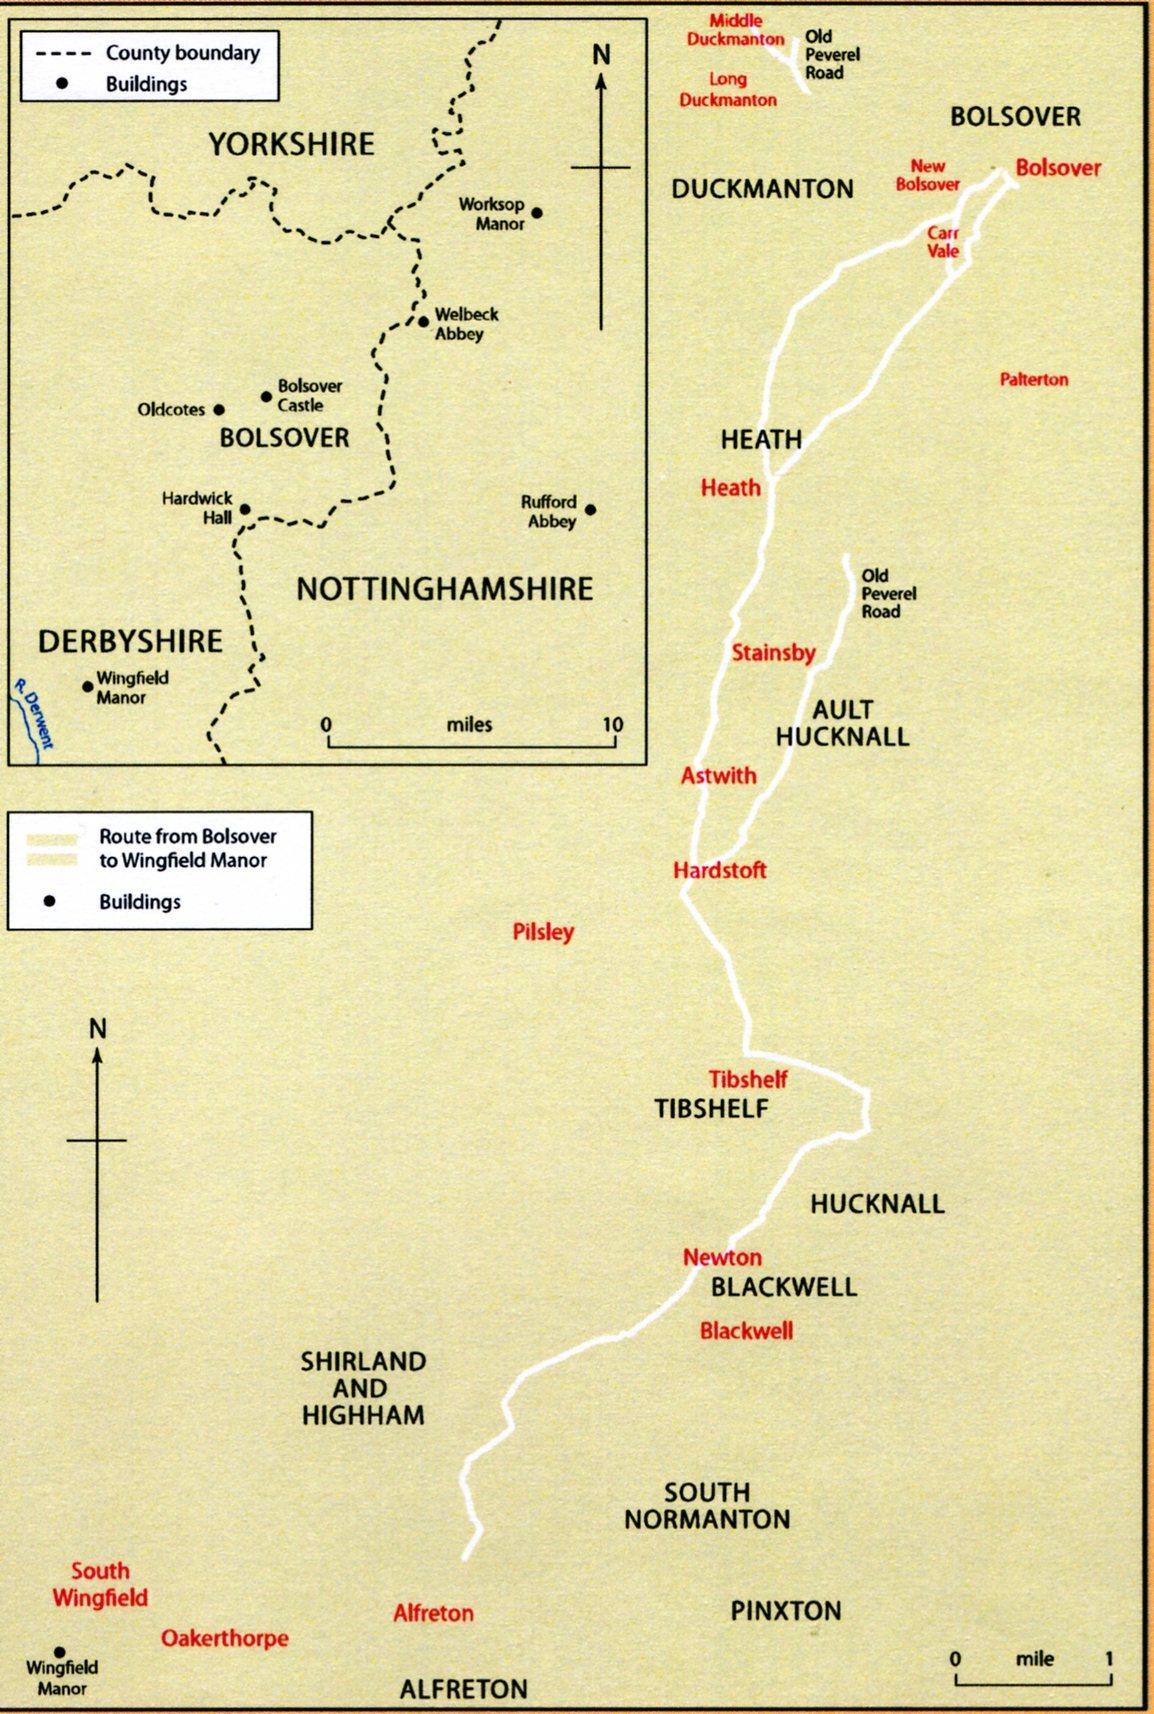 County boundary
Buildings
YORKSHIRE
N
Worksop
Manor
Welbeck
Abbey
Bolsover
Castle
Oldcotes
BOLSOVER
Hardwick
Hall
Rufford
Abbey
NOTTINGHAMSHIRE
DERBYSHIRE
Wingfield
Manor
R. Derwent
0 miles 10
Middle
Duckmanton
Old
Peverel
Road
Long
Duckmanton
BOLSOVER
New
Bolsover
Bolsover
DUCKMANTON
Carr
Vale
Palterton
HEATH
Heath
Old
Peverel
Road
Stainsby
AULT
HUCKNALL
Astwith
Hardstoft
Route from Bolsover
to Wingfield Manor
Buildings
Pilsley
N
Tibshelf
TIBSHELF
HUCKNALL
Newton
BLACKWELL
Blackwell
SHIRLAND
AND
HIGHHAM
SOUTH
NORMANTON
South
Wingfield
Alfreton
PINXTON
Oakerthorpe
Wingfield
Manor
ALFRETON
0 mile 1